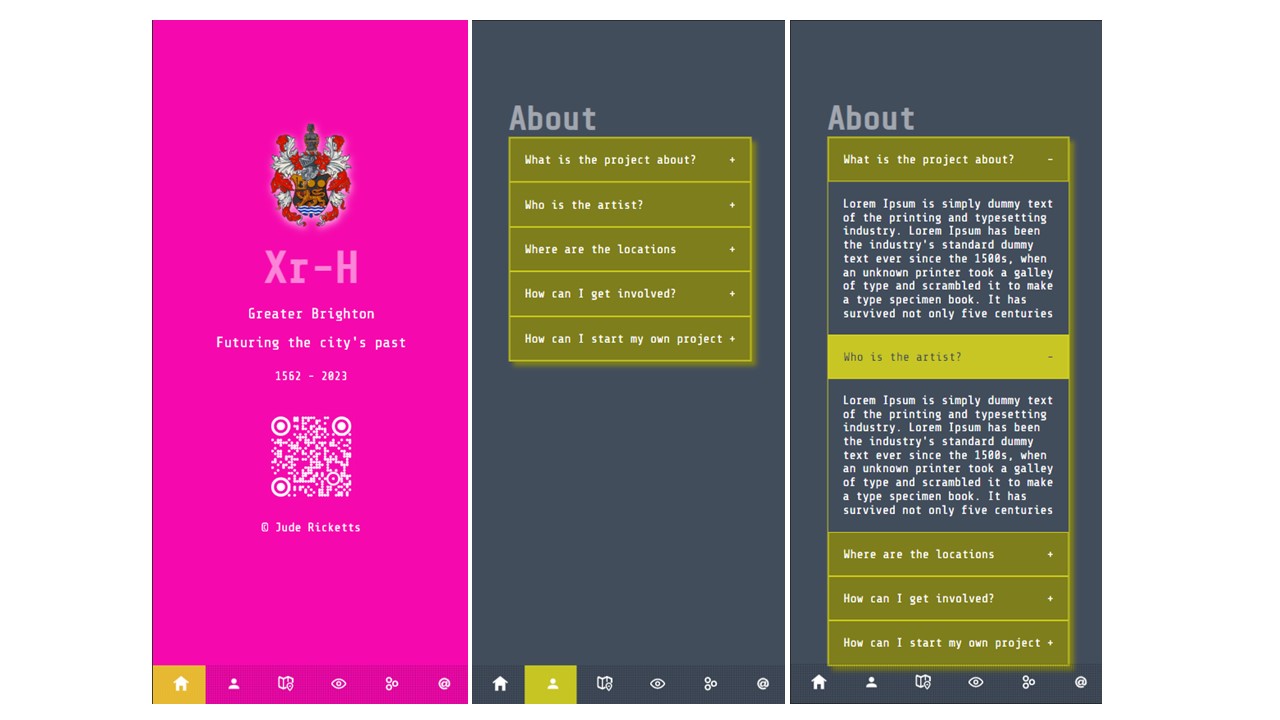 Xr-H
Greater Brighton
Futuring the city's past
1562 - 2023
© Jude Ricketts
@
About
What is the project about? +
Who is the artist? +
Where are the locations +
How can I get involved? +
How can I start my own project +
@
About
What is the project about? -
Lorem Ipsum is simply dummy text
of the printing and typesetting
industry. Lorem Ipsum has been
the industry's standard dummy
text ever since the 1500s, when
an unknown printer took a galley
of type and scrambled it to make
a type specimen book. It has
survived not only five centuries
Who is the artist? -
Lorem Ipsum is simply dummy text
of the printing and typesetting
industry. Lorem Ipsum has been
the industry's standard dummy
text ever since the 1500s, when
an unknown printer took a galley
of type and scrambled it to make
a type specimen book. It has
survived not only five centuries
Where are the locations +
How can I get involved? +
How can I start my own project +
@